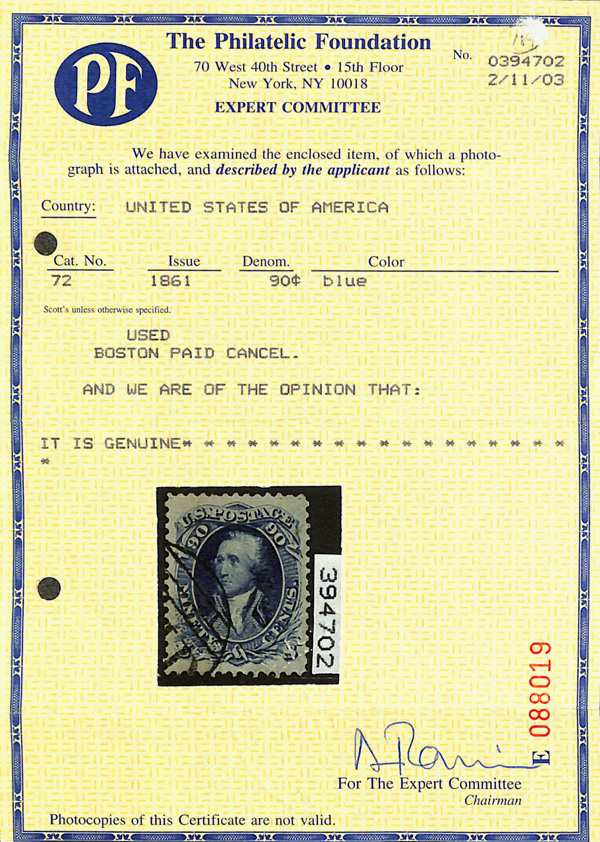 PF
The Philatelic Foundation
70 West 40th Street • 15th Floor
New York, NY 10018
EXPERT COMMITTEE
No. 0394702
2/11/03
We have examined the enclosed item, of which a photo-
graph is attached, and described by the applicant as follows:
Country: UNITED STATES OF AMERICA
Cat. No. Issue Denom. Color
72 1861 90¢ blue
Scott's unless otherwise specified.
USED
BOSTON PAID CANCEL.
AND WE ARE OF THE OPINION THAT:
IT IS GENUINE* * * * * * * * * * * * * * * * * *
*
U.S. POSTAGE
90 90
NINETY CENTS.
394702
E 088019
For The Expert Committee
Chairman
Photocopies of this Certificate are not valid.